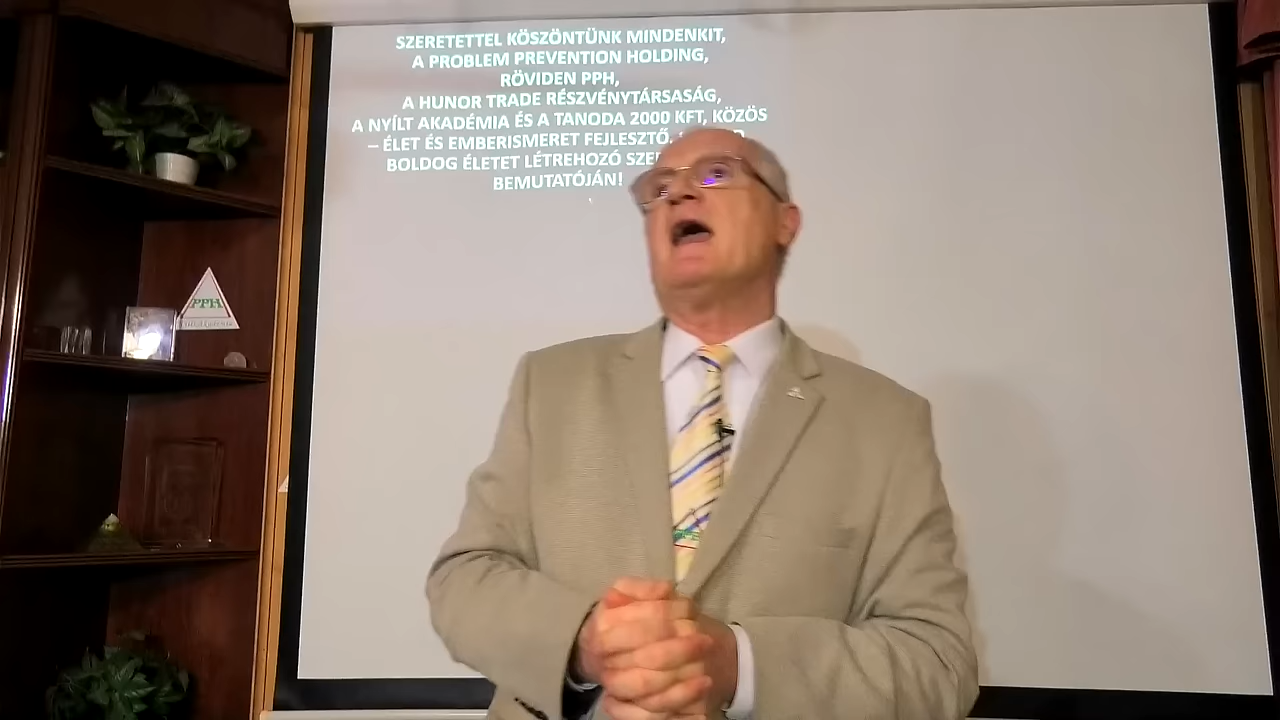 SZERETETTEL KÖSZÖNTÜNK MINDENKIT,
A PROBLEM PREVENTION HOLDING,
RÖVIDEN PPH,
A HUNOR TRADE RÉSZVÉNYTÁRSASÁG,
A NYÍLT AKADÉMIA ÉS A TANODA 2000 KFT, KÖZÖS
– ÉLET ÉS EMBERISMERET FEJLESZTŐ,
BOLDOG ÉLETET LÉTREHOZÓ
BEMUTATÓJÁN!
PPH